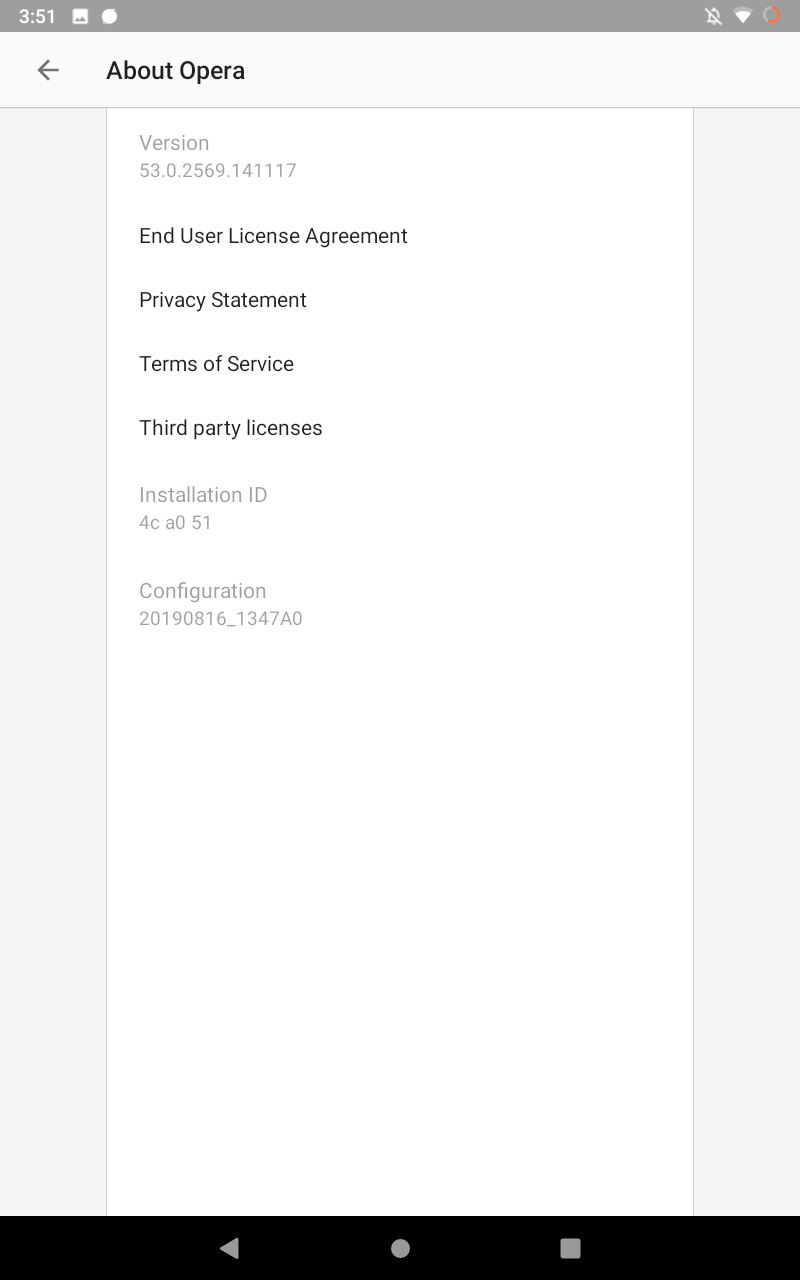 3:51
About Opera
Version
53.0.2569.141117
End User License Agreement
Privacy Statement
Terms of Service
Third party licenses
Installation ID
4c a0 51
Configuration
20190816_1347A0